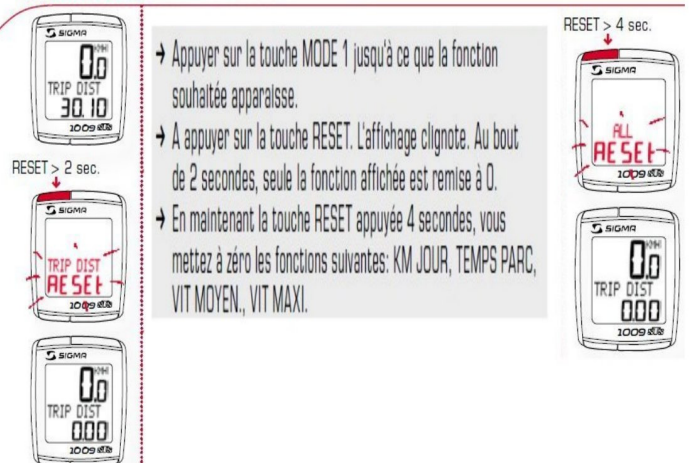 SIGMA
KMH
0.0
TRIP DIST
30.10
1009 STS
RESET > 2 sec.
SIGMA
TRIP DIST
RESEt
1009 STS
SIGMA
KMH
0.0
TRIP DIST
0.00
1009 STS
→ Appuyer sur la touche MODE 1 jusqu'à ce que la fonction
souhaitée apparaisse.
→ A appuyer sur la touche RESET. L'affichage clignote. Au bout
de 2 secondes, seule la fonction affichée est remise à 0.
→ En maintenant la touche RESET appuyée 4 secondes, vous
mettez à zéro les fonctions suivantes: KM JOUR, TEMPS PARC,
VIT MOYEN., VIT MAXI.
RESET > 4 sec.
SIGMA
ALL
RESEt
1009 STS
SIGMA
KMH
0.0
TRIP DIST
0.00
1009 STS